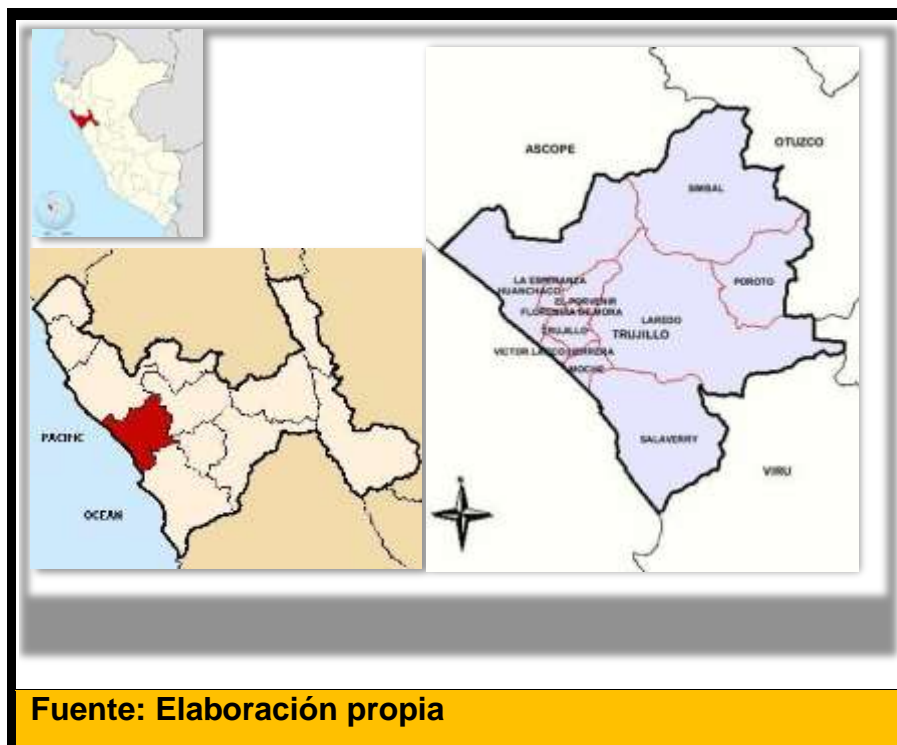 PACIFIC
OCEAN
ASCOPE
OTUZCO
SIMBAL
POROTO
LA ESPERANZA
HUANCHACO
EL PORVENIR
FLORENCIA DE MORA
LAREDO
TRUJILLO
TRUJILLO
VICTOR LARCO HERRERA
MOCHE
SALAVERRY
VIRU
Fuente: Elaboración propia